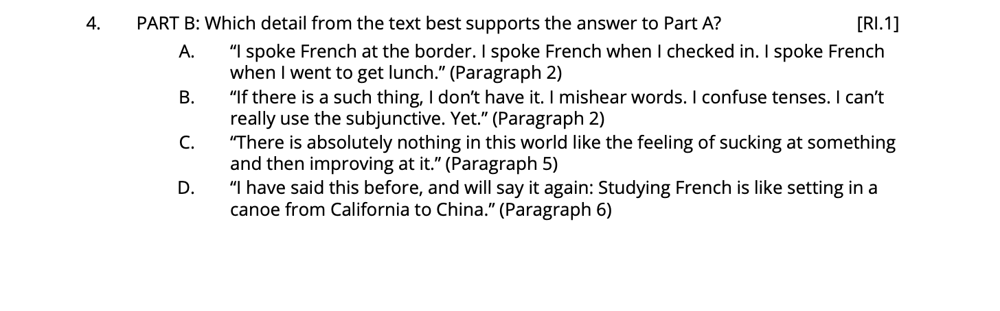 4. PART B: Which detail from the text best supports the answer to Part A? [RI.1]
A. “I spoke French at the border. I spoke French when I checked in. I spoke French
when I went to get lunch.” (Paragraph 2)
B. “If there is a such thing, I don’t have it. I mishear words. I confuse tenses. I can’t
really use the subjunctive. Yet.” (Paragraph 2)
C. “There is absolutely nothing in this world like the feeling of sucking at something
and then improving at it.” (Paragraph 5)
D. “I have said this before, and will say it again: Studying French is like setting in a
canoe from California to China.” (Paragraph 6)